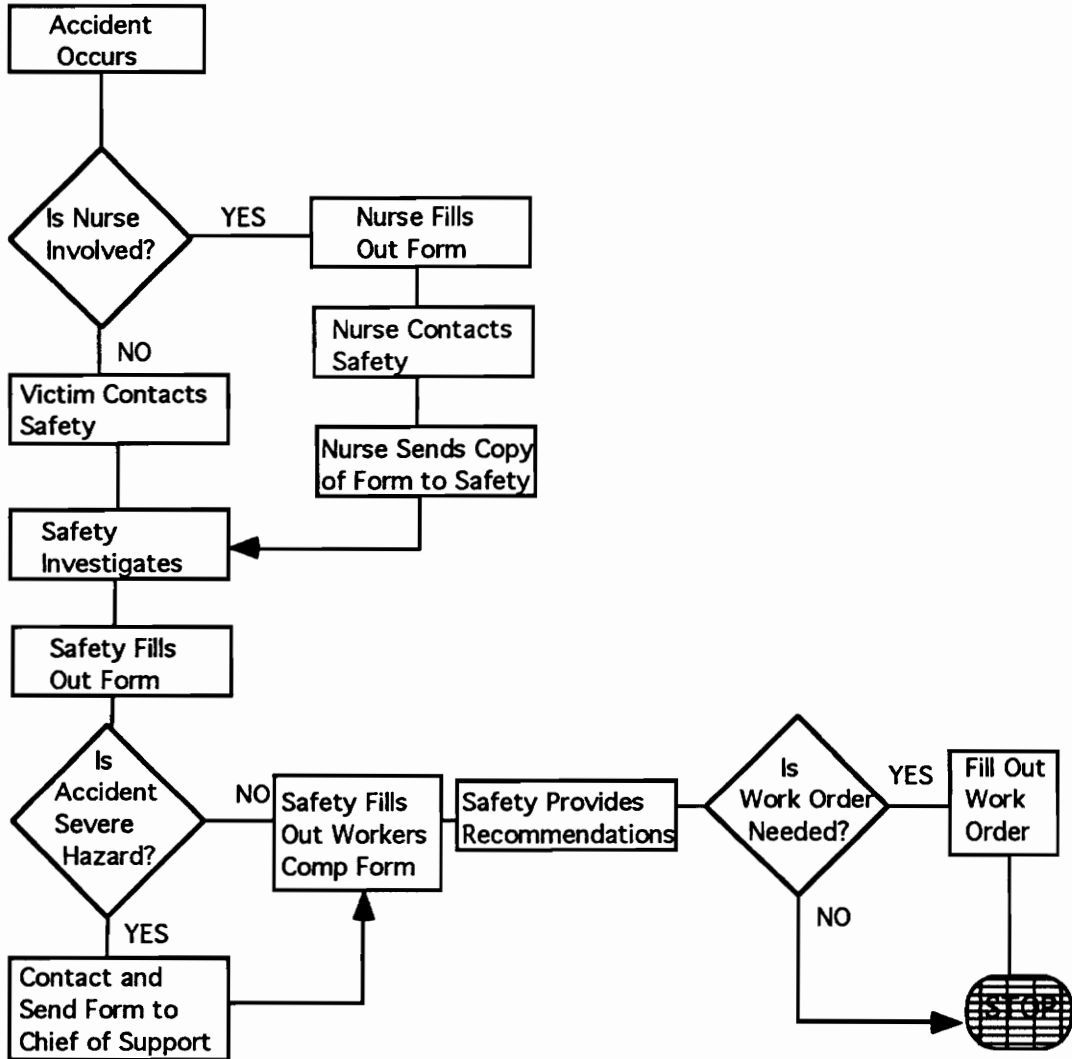 Accident
Occurs
Is Nurse
Involved?
YES
Nurse Fills
Out Form
Nurse Contacts
Safety
Nurse Sends Copy
of Form to Safety
NO
Victim Contacts
Safety
Safety
Investigates
Safety Fills
Out Form
Is
Accident
Severe
Hazard?
NO
Safety Fills
Out Workers
Comp Form
Safety Provides
Recommendations
Is
Work Order
Needed?
YES
Fill Out
Work
Order
NO
YES
Contact and
Send Form to
Chief of Support
STOP